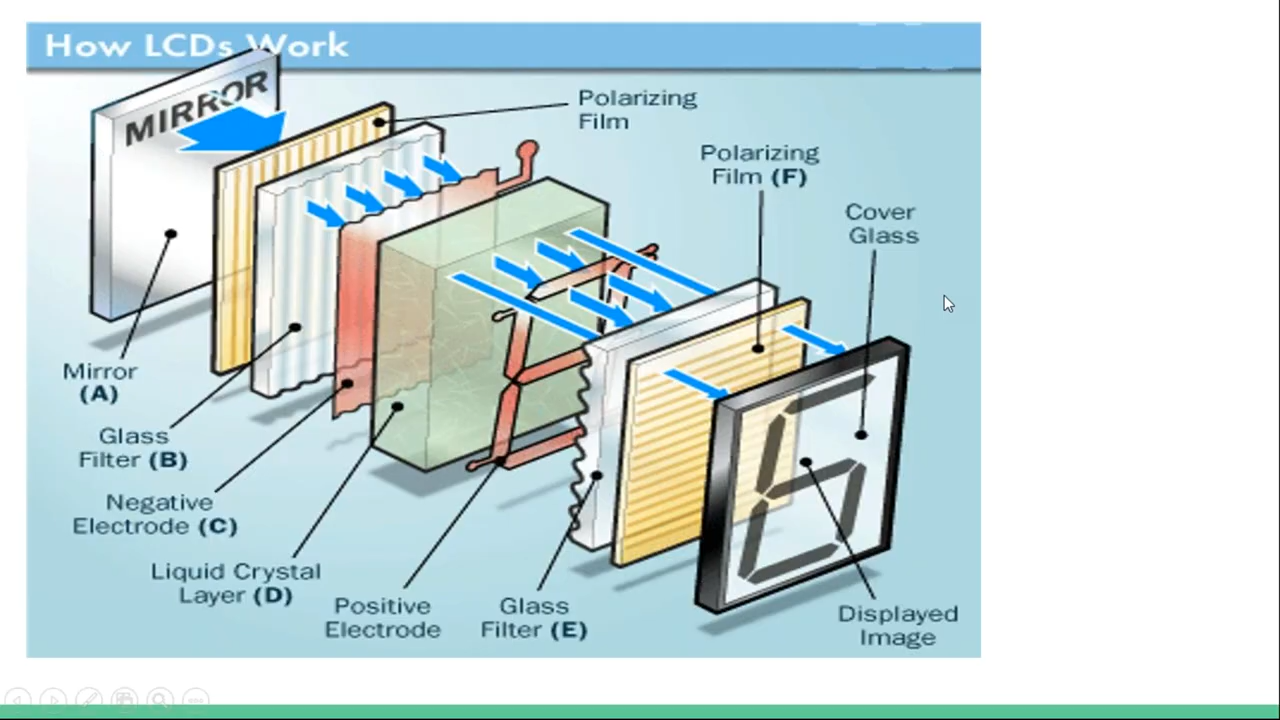 How LCDs Work
MIRROR
Polarizing
Film
Polarizing
Film (F)
Cover
Glass
Mirror
(A)
Glass
Filter (B)
Negative
Electrode (C)
Liquid Crystal
Layer (D)
Positive
Electrode
Glass
Filter (E)
Displayed
Image